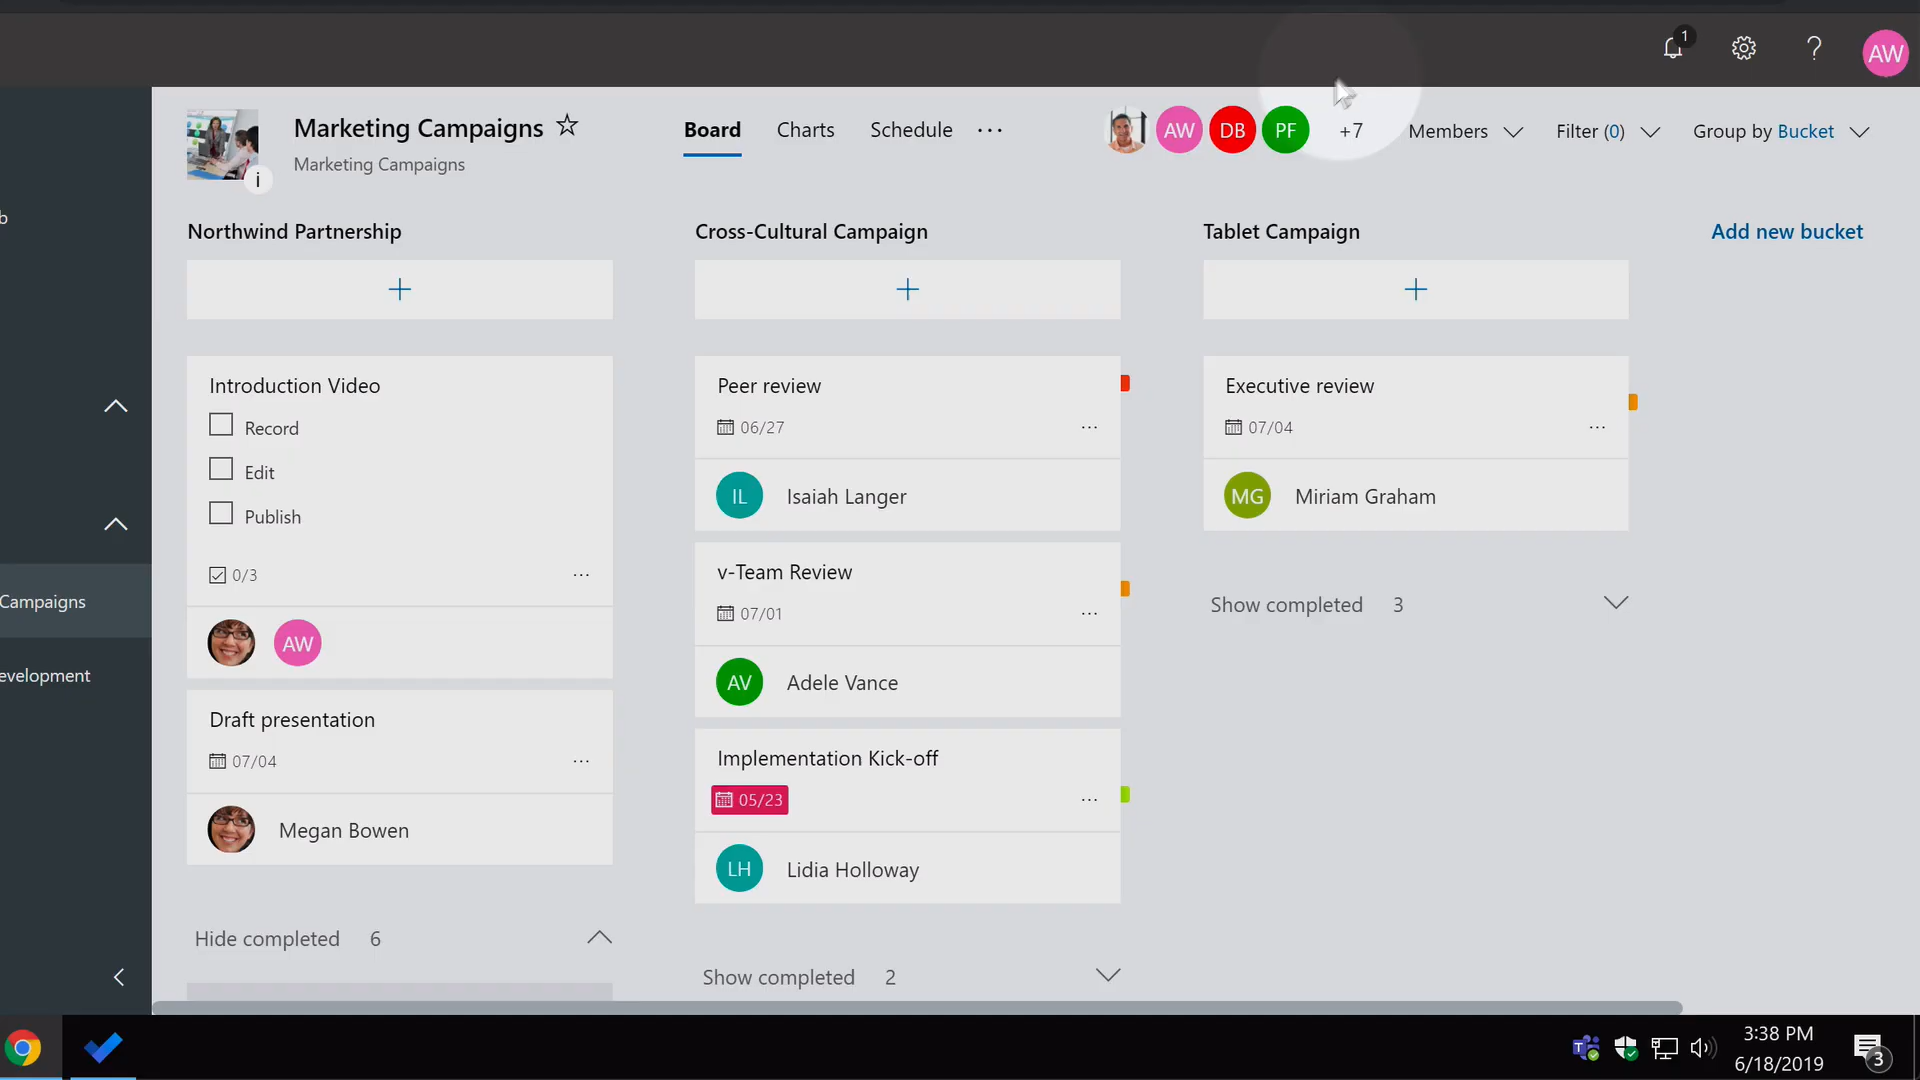 1
?
AW
Marketing Campaigns
Marketing Campaigns
i
Board
Charts
Schedule
...
AW
DB
PF
+7
Members
Filter (0)
Group by Bucket
b
Campaigns
evelopment
Northwind Partnership
+
Introduction Video
Record
Edit
Publish
0/3
...
AW
Draft presentation
07/04
...
Megan Bowen
Hide completed 6
Cross-Cultural Campaign
+
Peer review
06/27
...
IL
Isaiah Langer
v-Team Review
07/01
...
AV
Adele Vance
Implementation Kick-off
05/23
...
LH
Lidia Holloway
Show completed 2
Tablet Campaign
+
Executive review
07/04
...
MG
Miriam Graham
Show completed 3
Add new bucket
T
3:38 PM
6/18/2019
3